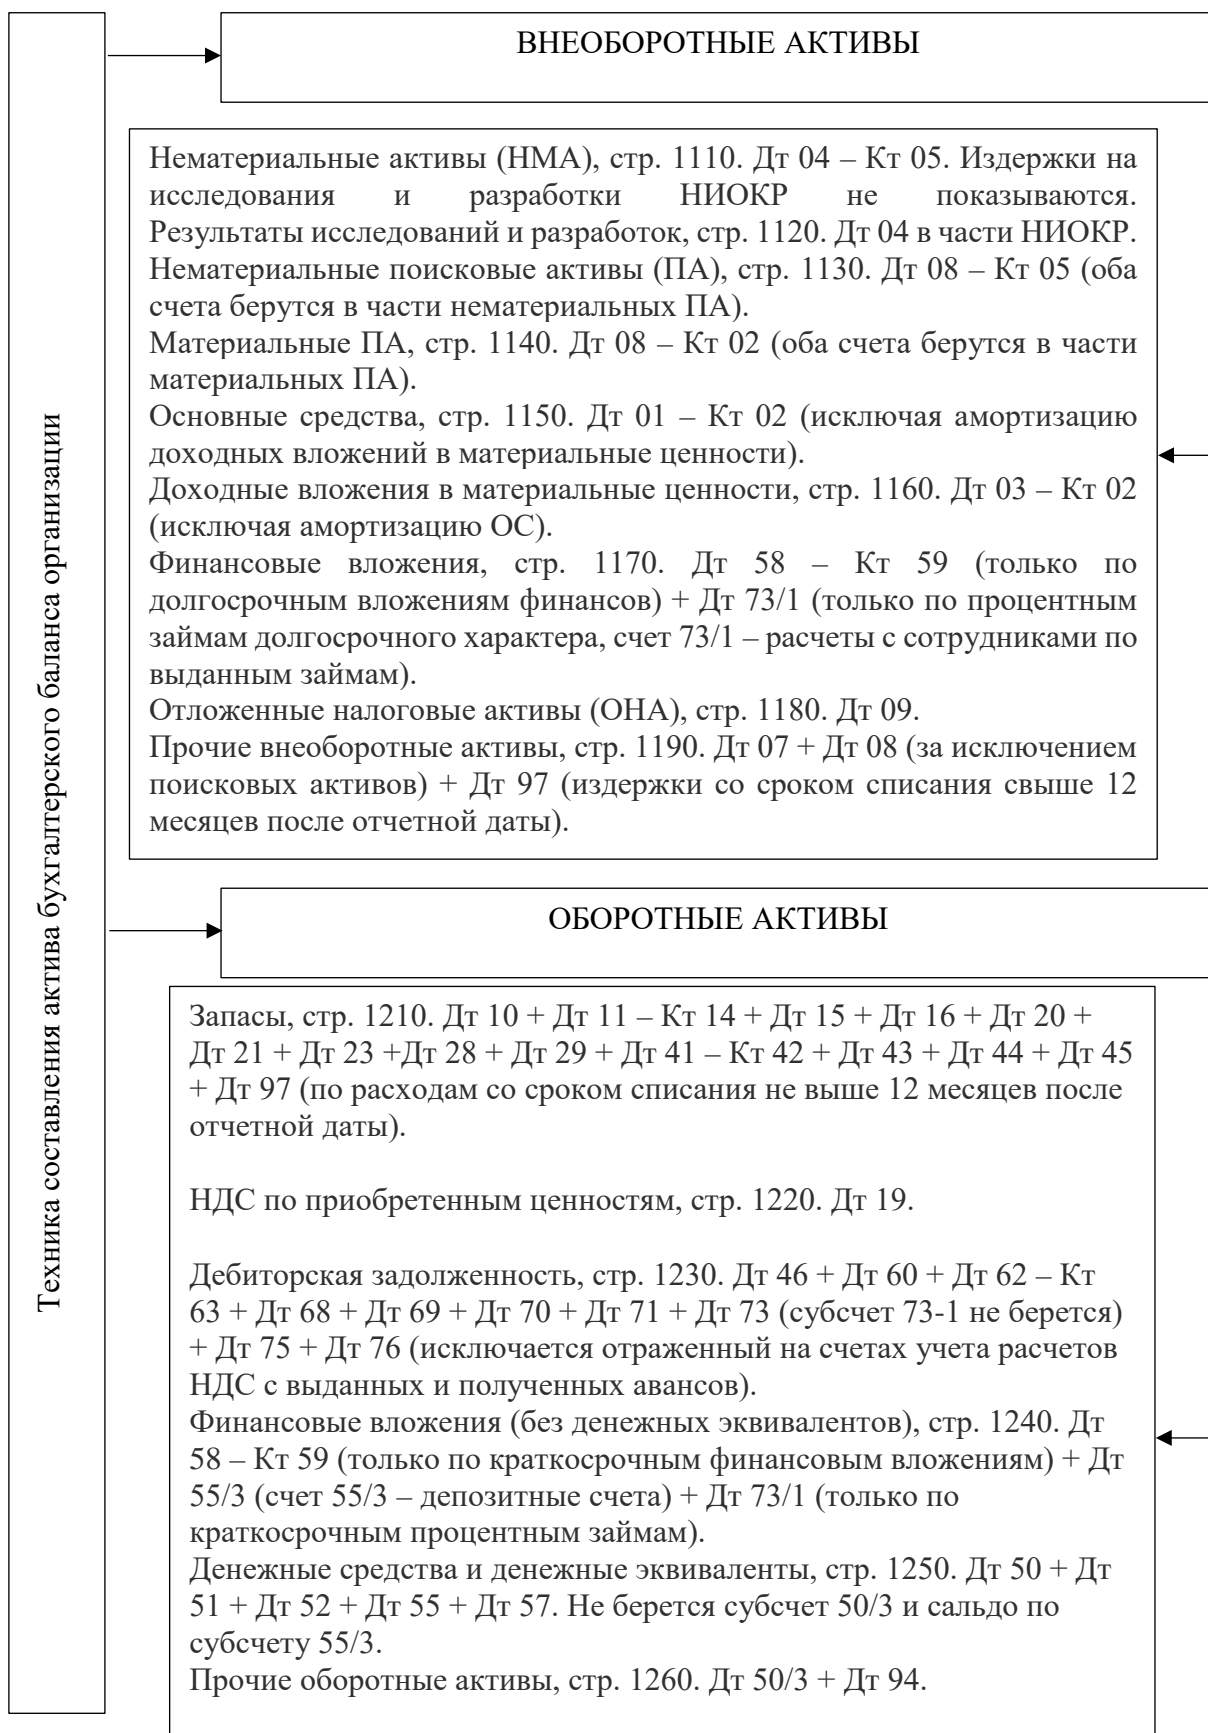 Техника составления актива бухгалтерского баланса организации
ВНЕОБОРОТНЫЕ АКТИВЫ
Нематериальные активы (НМА), стр. 1110. Дт 04 – Кт 05. Издержки на
исследования и разработки НИОКР не показываются.
Результаты исследований и разработок, стр. 1120. Дт 04 в части НИОКР.
Нематериальные поисковые активы (ПА), стр. 1130. Дт 08 – Кт 05 (оба
счета берутся в части нематериальных ПА).
Материальные ПА, стр. 1140. Дт 08 – Кт 02 (оба счета берутся в части
материальных ПА).
Основные средства, стр. 1150. Дт 01 – Кт 02 (исключая амортизацию
доходных вложений в материальные ценности).
Доходные вложения в материальные ценности, стр. 1160. Дт 03 – Кт 02
(исключая амортизацию ОС).
Финансовые вложения, стр. 1170. Дт 58 – Кт 59 (только по
долгосрочным вложениям финансов) + Дт 73/1 (только по процентным
займам долгосрочного характера, счет 73/1 – расчеты с сотрудниками по
выданным займам).
Отложенные налоговые активы (ОНА), стр. 1180. Дт 09.
Прочие внеоборотные активы, стр. 1190. Дт 07 + Дт 08 (за исключением
поисковых активов) + Дт 97 (издержки со сроком списания свыше 12
месяцев после отчетной даты).
ОБОРОТНЫЕ АКТИВЫ
Запасы, стр. 1210. Дт 10 + Дт 11 – Кт 14 + Дт 15 + Дт 16 + Дт 20 +
Дт 21 + Дт 23 +Дт 28 + Дт 29 + Дт 41 – Кт 42 + Дт 43 + Дт 44 + Дт 45
+ Дт 97 (по расходам со сроком списания не выше 12 месяцев после
отчетной даты).
НДС по приобретенным ценностям, стр. 1220. Дт 19.
Дебиторская задолженность, стр. 1230. Дт 46 + Дт 60 + Дт 62 – Кт
63 + Дт 68 + Дт 69 + Дт 70 + Дт 71 + Дт 73 (субсчет 73-1 не берется)
+ Дт 75 + Дт 76 (исключается отраженный на счетах учета расчетов
НДС с выданных и полученных авансов).
Финансовые вложения (без денежных эквивалентов), стр. 1240. Дт
58 – Кт 59 (только по краткосрочным финансовым вложениям) + Дт
55/3 (счет 55/3 – депозитные счета) + Дт 73/1 (только по
краткосрочным процентным займам).
Денежные средства и денежные эквиваленты, стр. 1250. Дт 50 + Дт
51 + Дт 52 + Дт 55 + Дт 57. Не берется субсчет 50/3 и сальдо по
субсчету 55/3.
Прочие оборотные активы, стр. 1260. Дт 50/3 + Дт 94.